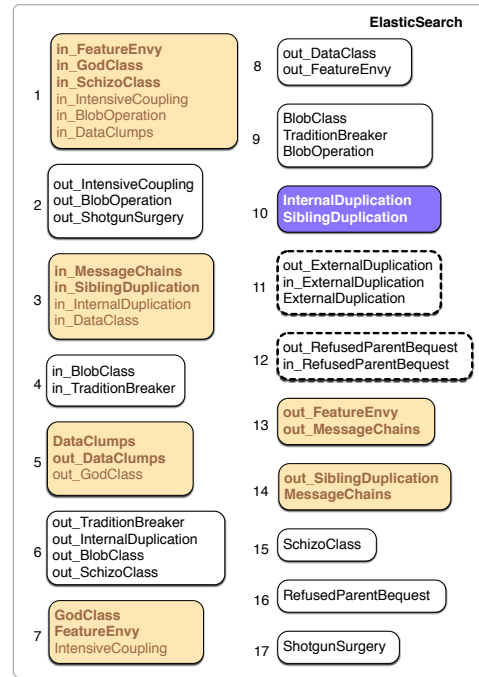 ElasticSearch
1
in_FeatureEnvy
in_GodClass
in_SchizoClass
in_IntensiveCoupling
in_BlobOperation
in_DataClumps
2
out_IntensiveCoupling
out_BlobOperation
out_ShotgunSurgery
3
in_MessageChains
in_SiblingDuplication
in_InternalDuplication
in_DataClass
4
in_BlobClass
in_TraditionBreaker
5
DataClumps
out_DataClumps
out_GodClass
6
out_TraditionBreaker
out_InternalDuplication
out_BlobClass
out_SchizoClass
7
GodClass
FeatureEnvy
IntensiveCoupling
8
out_DataClass
out_FeatureEnvy
9
BlobClass
TraditionBreaker
BlobOperation
10
InternalDuplication
SiblingDuplication
11
out_ExternalDuplication
in_ExternalDuplication
ExternalDuplication
12
out_RefusedParentBequest
in_RefusedParentBequest
13
out_FeatureEnvy
out_MessageChains
14
out_SiblingDuplication
MessageChains
15
SchizoClass
16
RefusedParentBequest
17
ShotgunSurgery